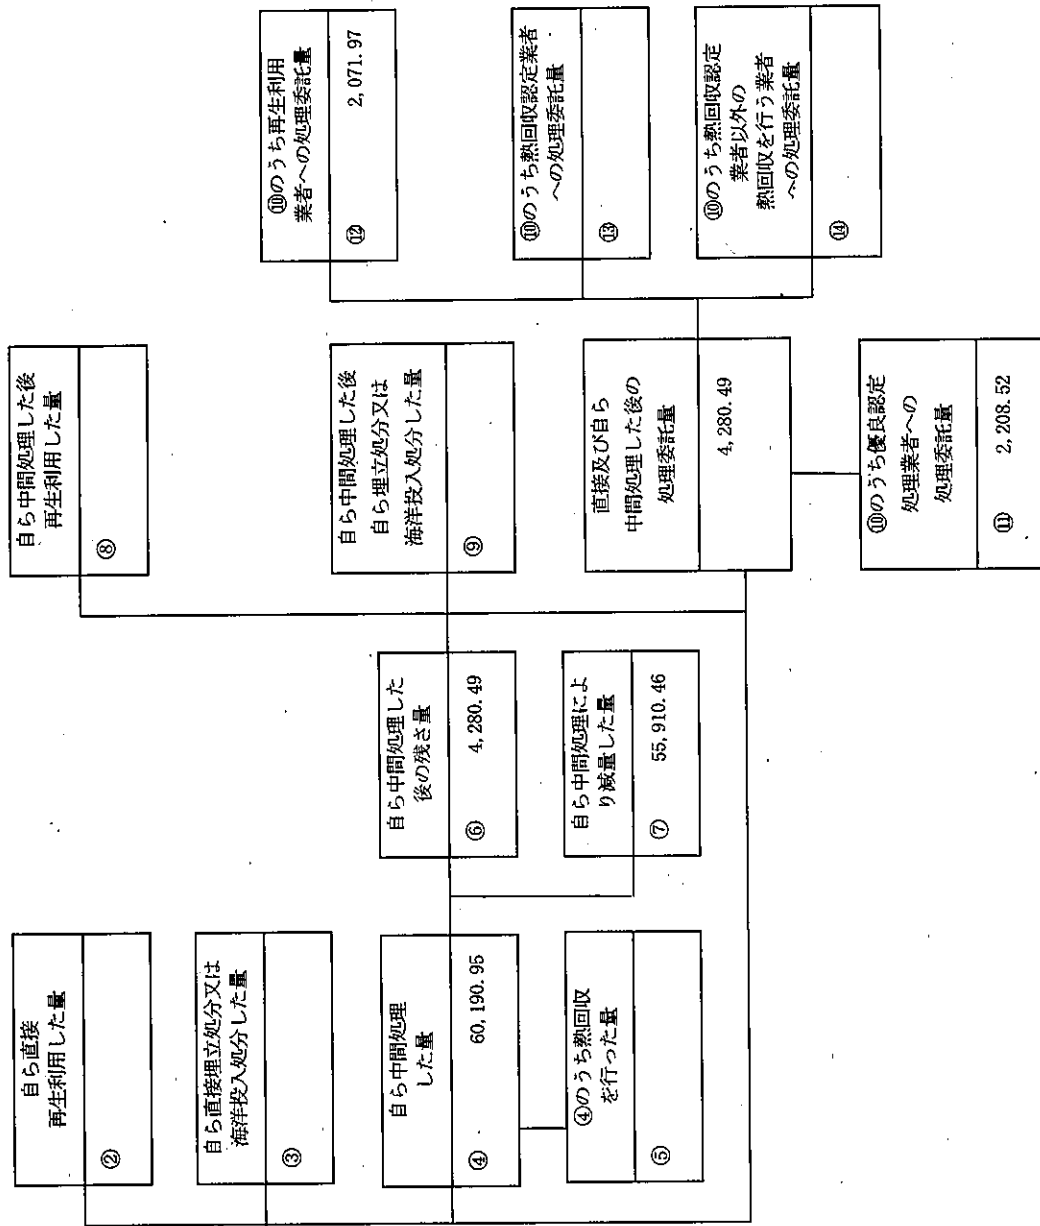 自ら直接
再生利用した量
②
自ら直接埋立処分又は
海洋投入処分した量
③
自ら中間処理
した量
④ 60,190.95
④のうち熱回収
を行った量
⑤
自ら中間処理した
後の残さ量
⑥ 4,280.49
自ら中間処理によ
り減量した量
⑦ 55,910.46
自ら中間処理した後
再生利用した量
⑧
自ら中間処理した後
自ら埋立処分又は
海洋投入処分した量
⑨
直接及び自ら
中間処理した後の
処理委託量
4,280.49
⑩のうち優良認定
処理業者への
処理委託量
⑪ 2,208.52
⑩のうち再生利用
業者への処理委託量
⑫ 2,071.97
⑩のうち熱回収認定業者
への処理委託量
⑬
⑩のうち熱回収認定
業者以外の
熱回収を行う業者
への処理委託量
⑭